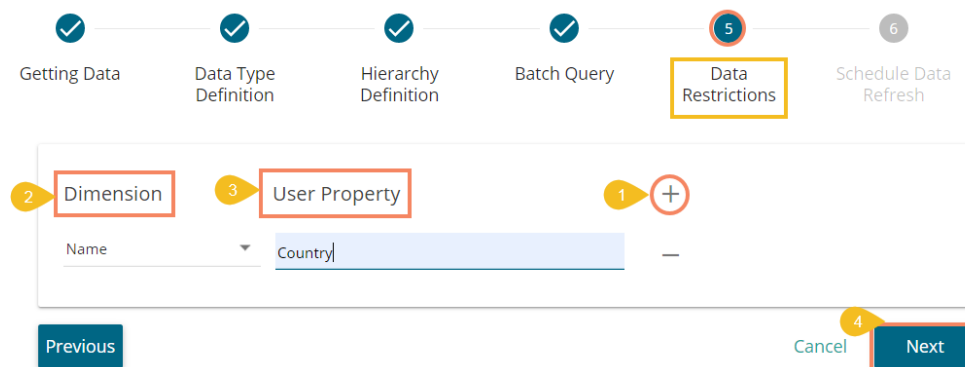 5
6
Getting Data
Data Type
Definition
Hierarchy
Definition
Batch Query
Data
Restrictions
Schedule Data
Refresh
2
Dimension
3
User Property
1
+
Name
Country
–
Previous
Cancel
4
Next